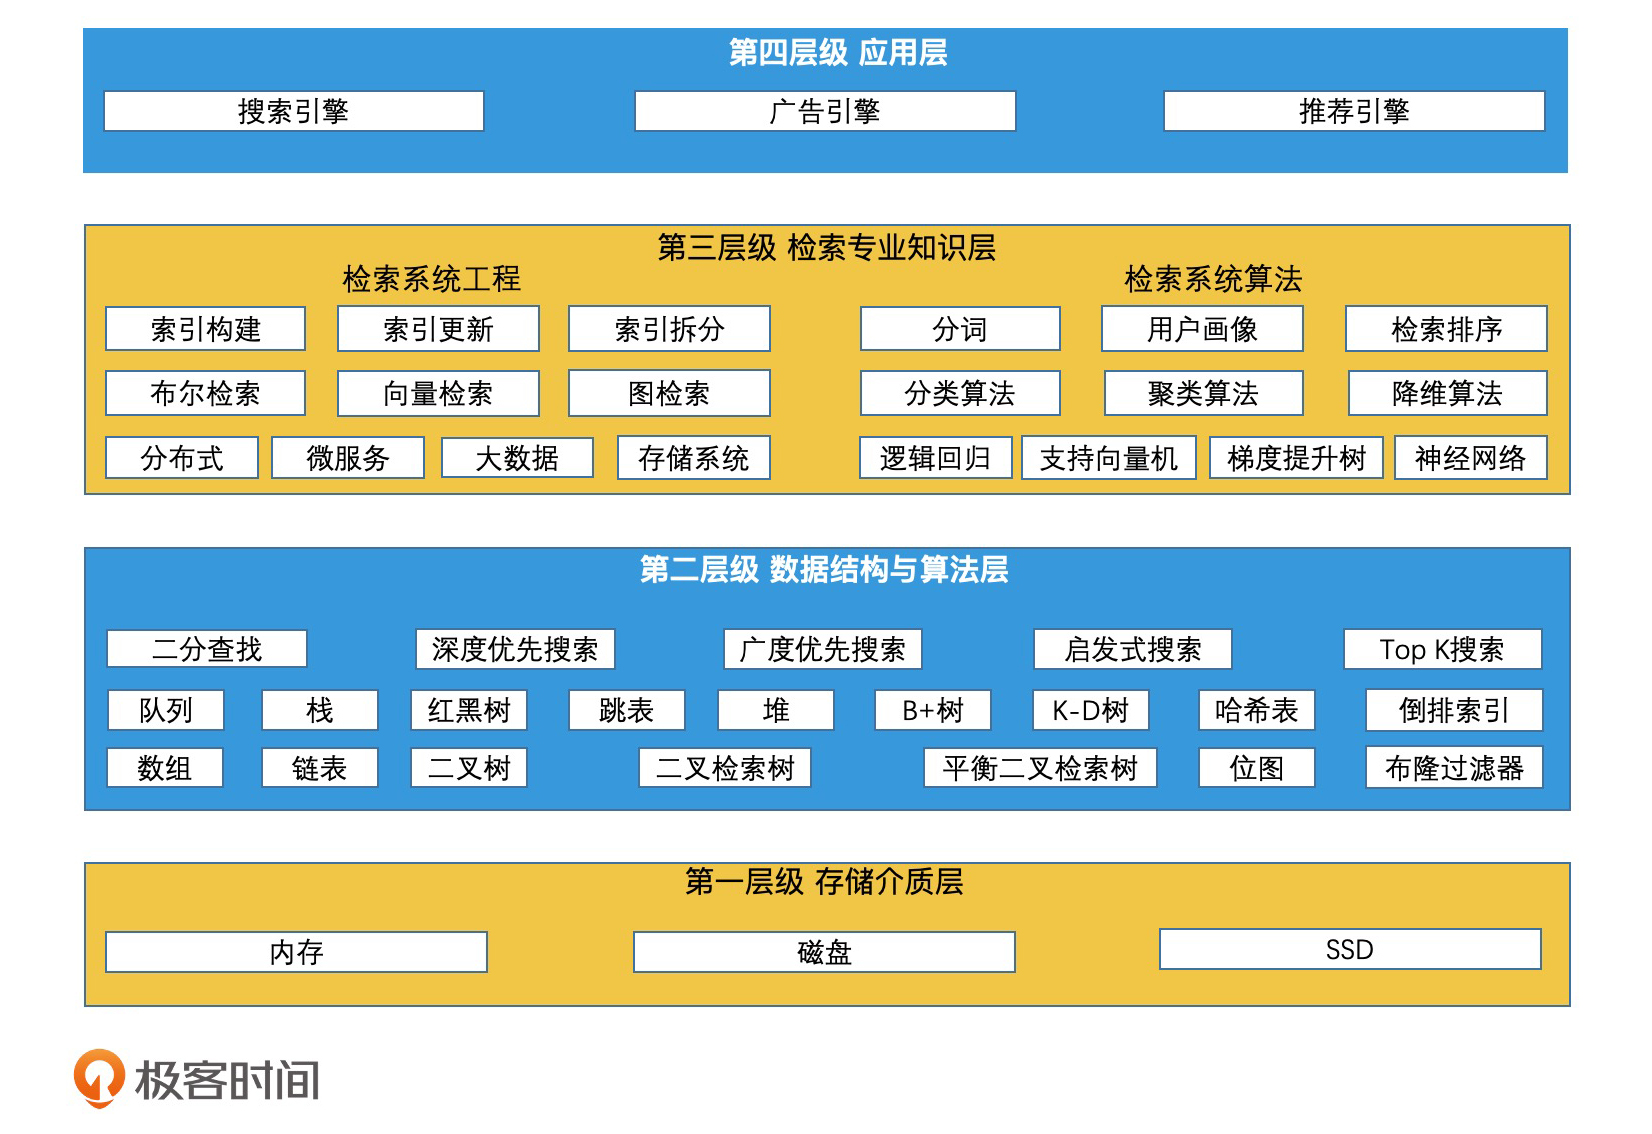 第四层级 应用层
搜索引擎 广告引擎 推荐引擎
第三层级 检索专业知识层
检索系统工程 检索系统算法
索引构建 索引更新 索引拆分 分词 用户画像 检索排序
布尔检索 向量检索 图检索 分类算法 聚类算法 降维算法
分布式 微服务 大数据 存储系统 逻辑回归 支持向量机 梯度提升树 神经网络
第二层级 数据结构与算法层
二分查找 深度优先搜索 广度优先搜索 启发式搜索 Top K搜索
队列 栈 红黑树 跳表 堆 B+树 K-D树 哈希表 倒排索引
数组 链表 二叉树 二叉检索树 平衡二叉检索树 位图 布隆过滤器
第一层级 存储介质层
内存 磁盘 SSD
极客时间